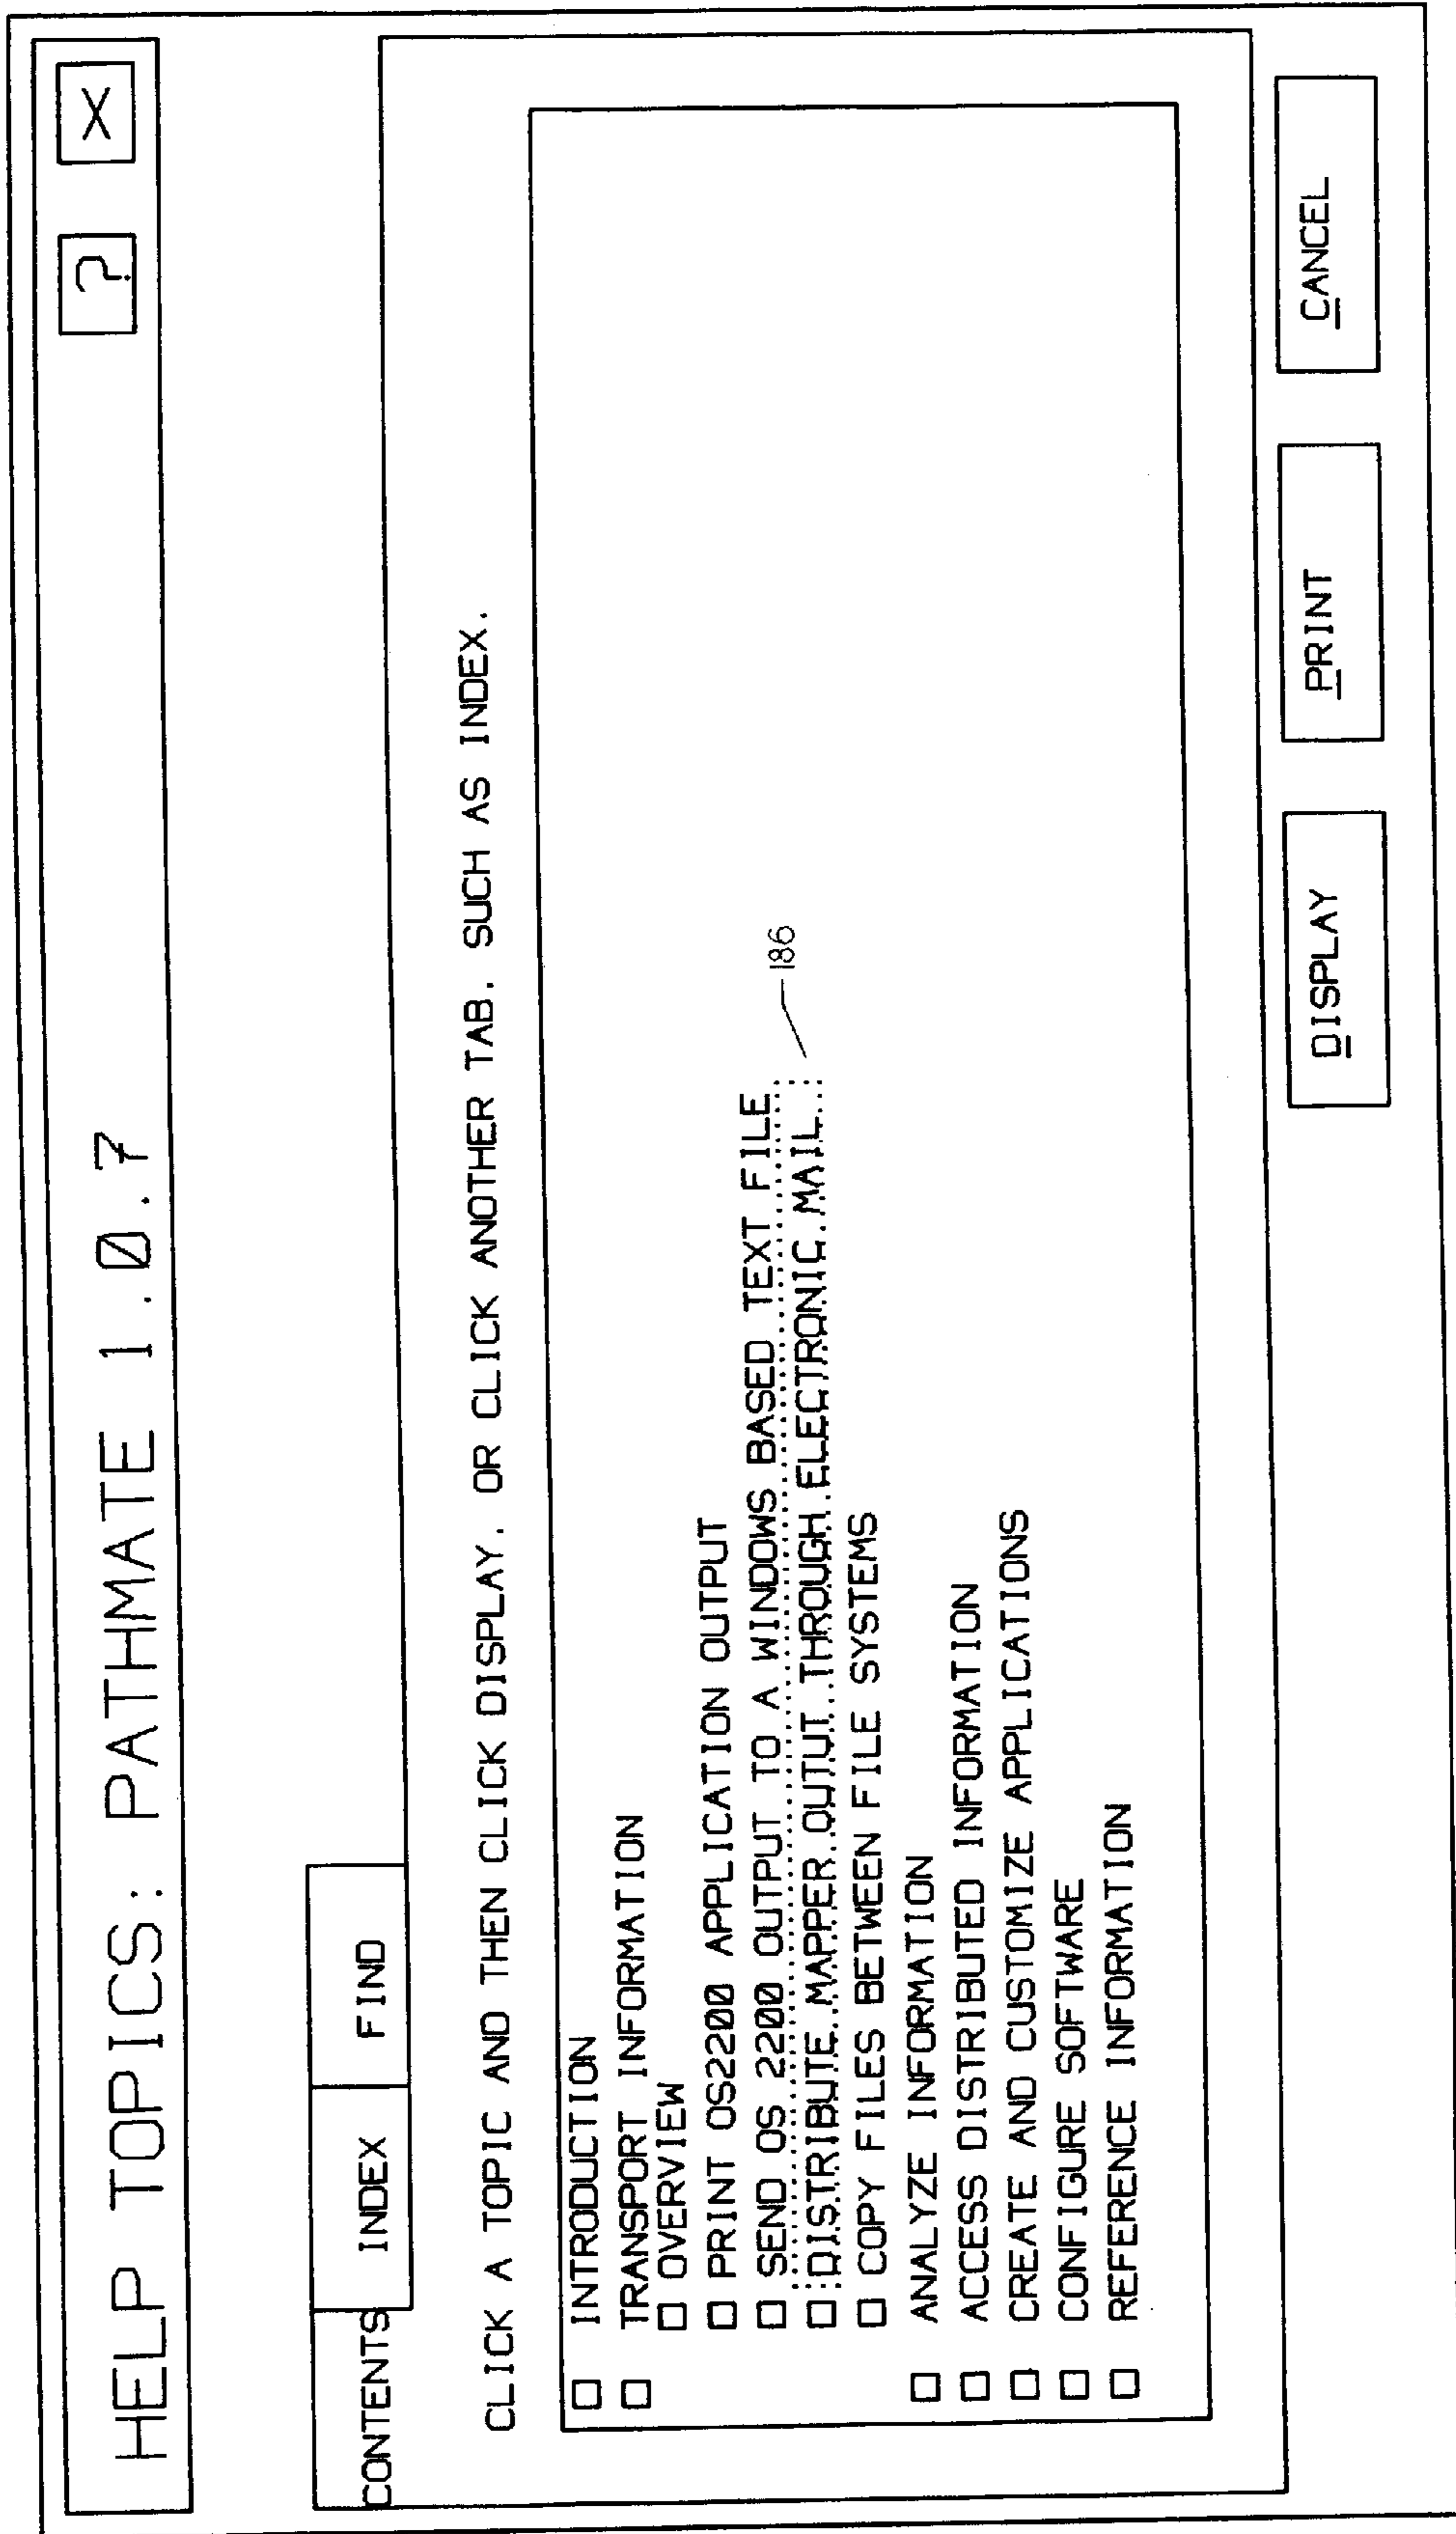 HELP TOPICS: PATHMATE 1.0.7 ? X
CONTENTS INDEX FIND
CLICK A TOPIC AND THEN CLICK DISPLAY. OR CLICK ANOTHER TAB. SUCH AS INDEX.
INTRODUCTION
TRANSPORT INFORMATION
OVERVIEW
PRINT OS2200 APPLICATION OUTPUT
SEND OS 2200 OUTPUT TO A WINDOWS BASED TEXT FILE
DISTRIBUTE MAPPER OUTUT THROUGH ELECTRONIC MAIL
186
COPY FILES BETWEEN FILE SYSTEMS
ANALYZE INFORMATION
ACCESS DISTRIBUTED INFORMATION
CREATE AND CUSTOMIZE APPLICATIONS
CONFIGURE SOFTWARE
REFERENCE INFORMATION
DISPLAY PRINT CANCEL